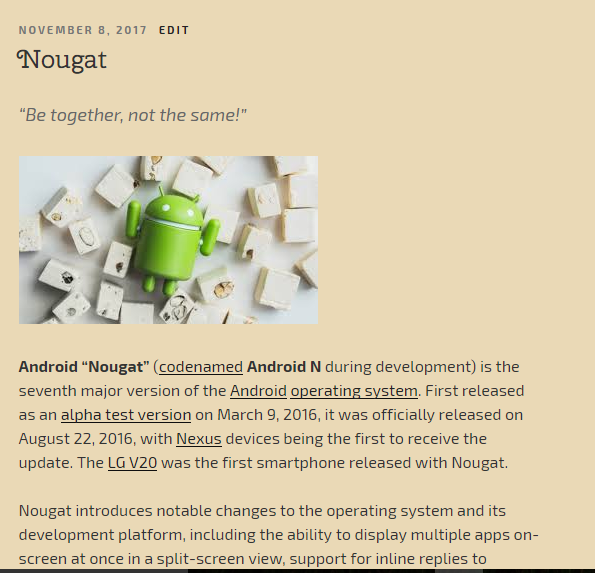 NOVEMBER 8, 2017 EDIT
Nougat
“Be together, not the same!”
Android “Nougat” (codenamed Android N during development) is the
seventh major version of the Android operating system. First released
as an alpha test version on March 9, 2016, it was officially released on
August 22, 2016, with Nexus devices being the first to receive the
update. The LG V20 was the first smartphone released with Nougat.
Nougat introduces notable changes to the operating system and its
development platform, including the ability to display multiple apps on-
screen at once in a split-screen view, support for inline replies to